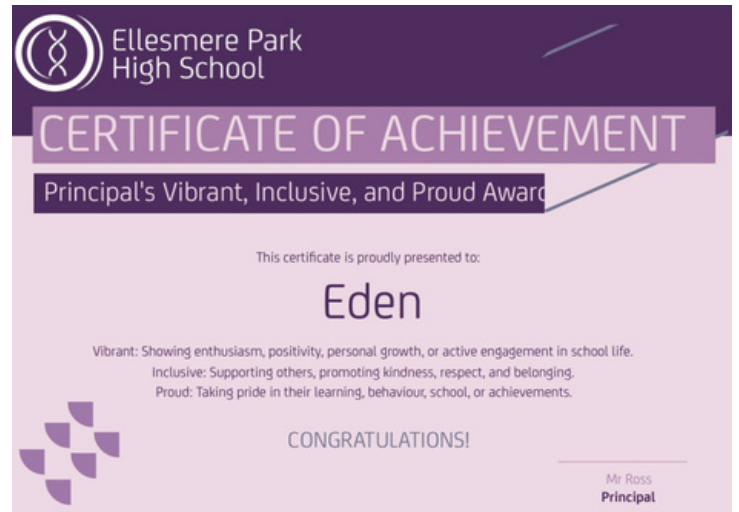 Ellesmere Park
High School
CERTIFICATE OF ACHIEVEMENT
Principal's Vibrant, Inclusive, and Proud Award
This certificate is proudly presented to:
Eden
Vibrant: Showing enthusiasm, positivity, personal growth, or active engagement in school life.
Inclusive: Supporting others, promoting kindness, respect, and belonging.
Proud: Taking pride in their learning, behaviour, school, or achievements.
CONGRATULATIONS!
Mr Ross
Principal